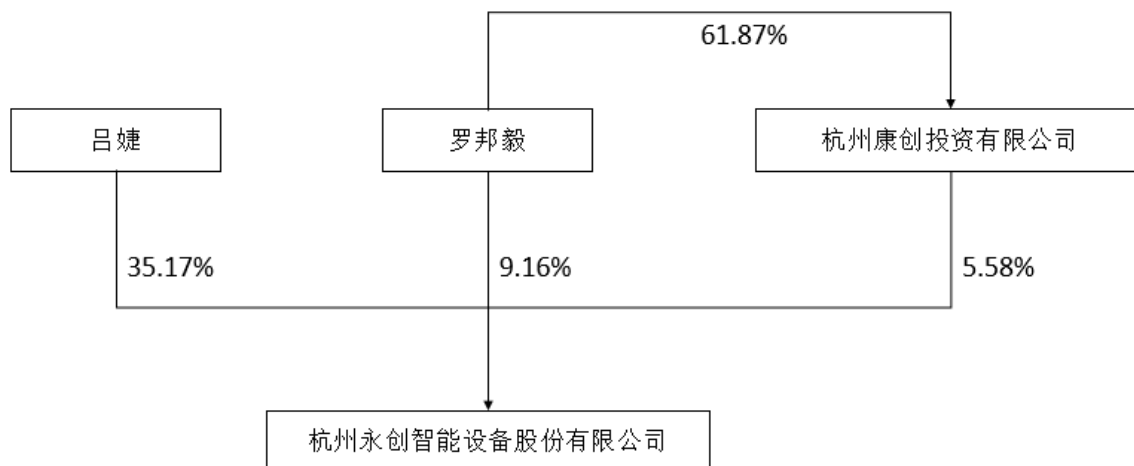 61.87%
吕婕
罗邦毅
杭州康创投资有限公司
35.17%
9.16%
5.58%
杭州永创智能设备股份有限公司